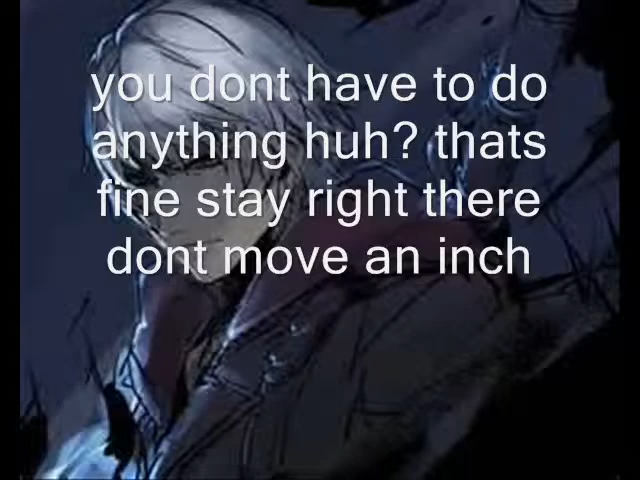 you dont have to do
anything huh? thats
fine stay right there
dont move an inch